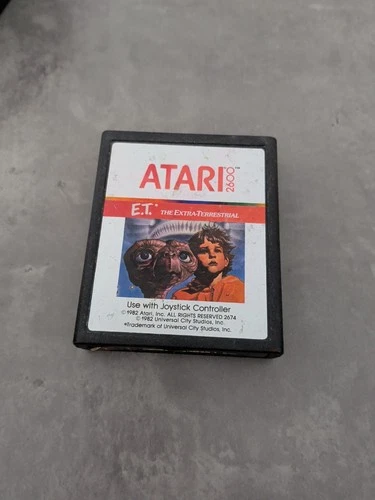 ATARI 2600™
E.T.* THE EXTRA-TERRESTRIAL
Use with Joystick Controller
©1982 Atari, Inc. ALL RIGHTS RESERVED 2674
©1982 Universal City Studios, Inc.
*Trademark of Universal City Studios, Inc.